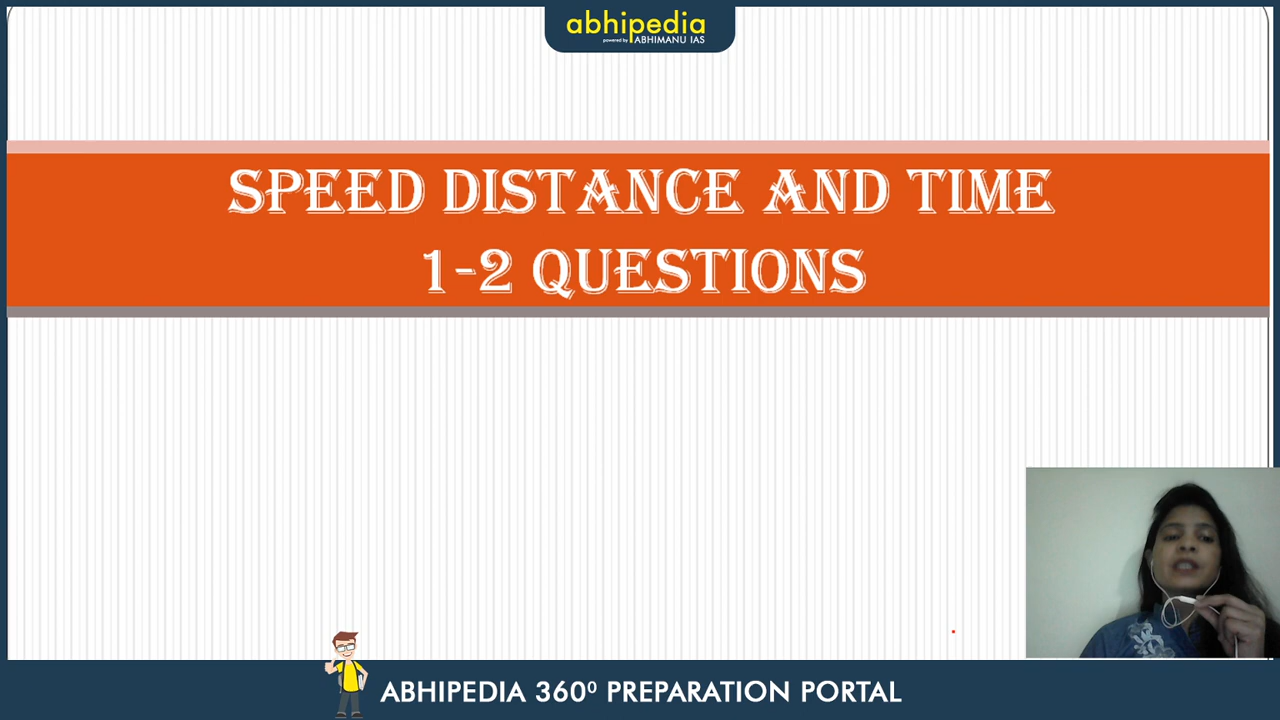 abhipedia
powered by ABHIMANU IAS
SPEED DISTANCE AND TIME
1-2 QUESTIONS
ABHIPEDIA 360⁰ PREPARATION PORTAL